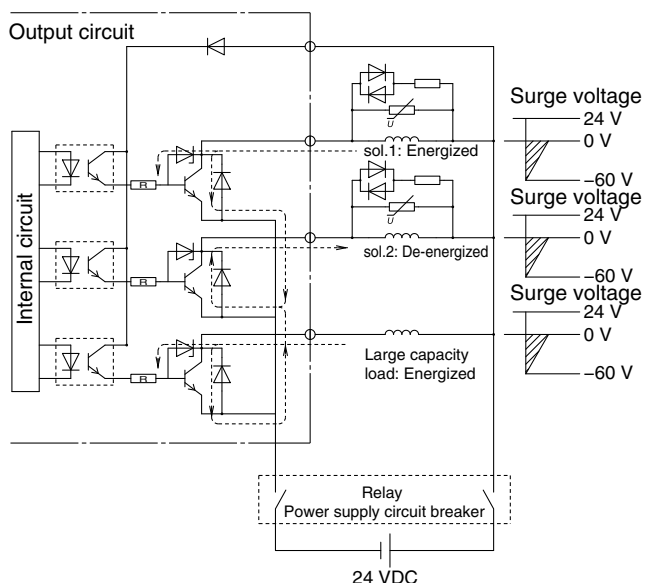 Output circuit
Internal circuit
R
R
R
U
sol.1: Energized
U
sol.2: De-energized
Large capacity
load: Energized
Surge voltage
24 V
0 V
−60 V
Surge voltage
24 V
0 V
−60 V
Surge voltage
24 V
0 V
−60 V
Relay
Power supply circuit breaker
24 VDC